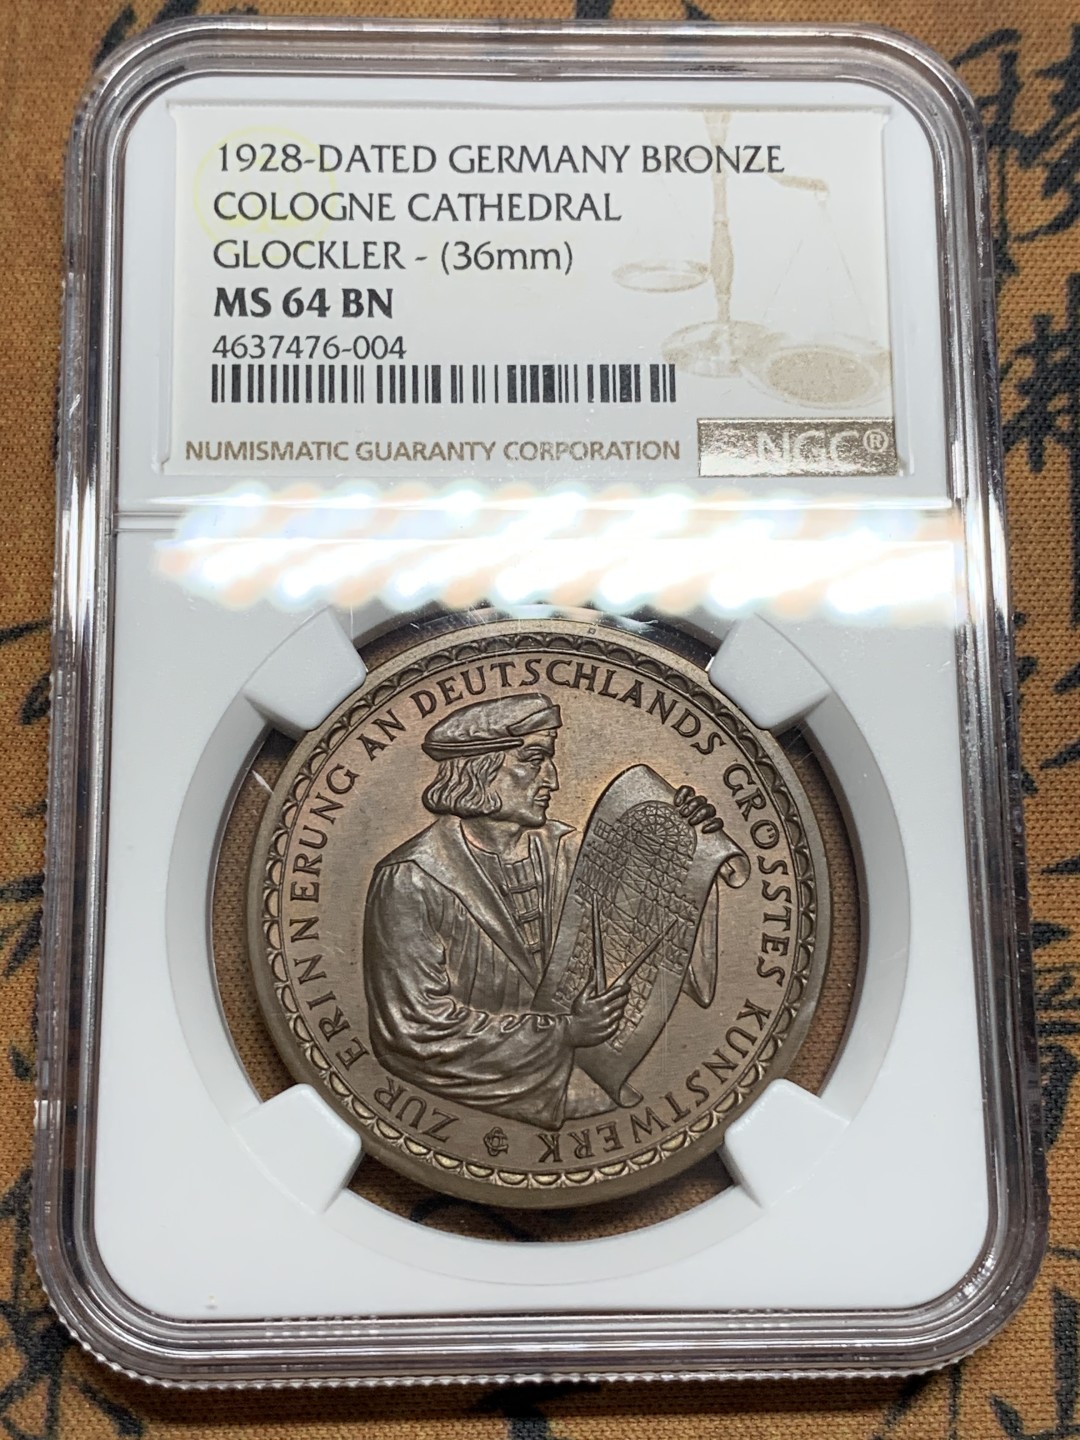 1928-DATED GERMANY BRONZE
COLOGNE CATHEDRAL
GLOCKLER - (36mm)
MS 64 BN
4637476-004
NUMISMATIC GUARANTY CORPORATION
NGC®
ZUR ERINNERUNG AN DEUTSCHLANDS GRÖSSTES KUNSTWERK